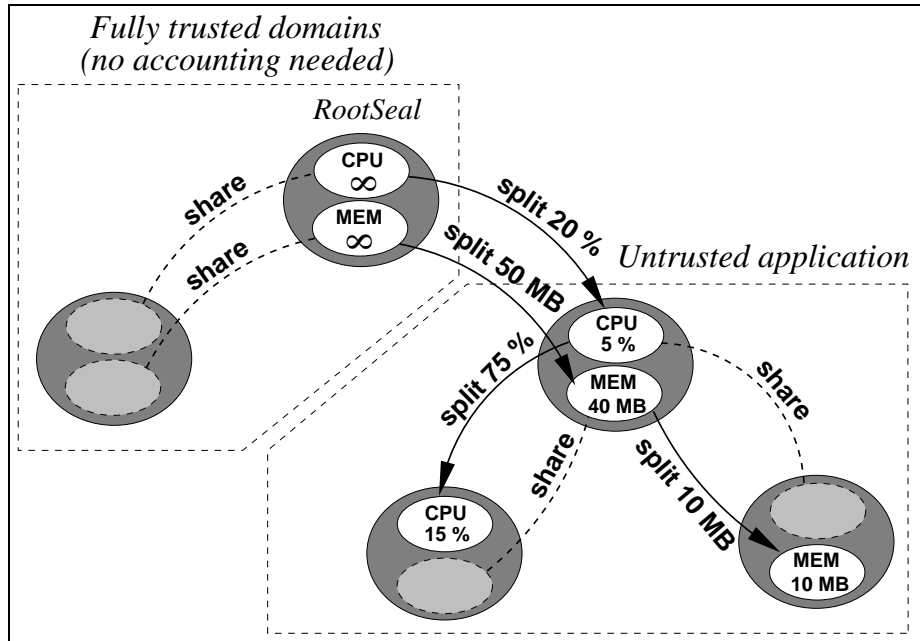 Fully trusted domains
(no accounting needed)
RootSeal
CPU
∞
MEM
∞
share
share
split 20 %
split 50 MB
Untrusted application
CPU
5 %
MEM
40 MB
split 75 %
share
share
split 10 MB
CPU
15 %
MEM
10 MB